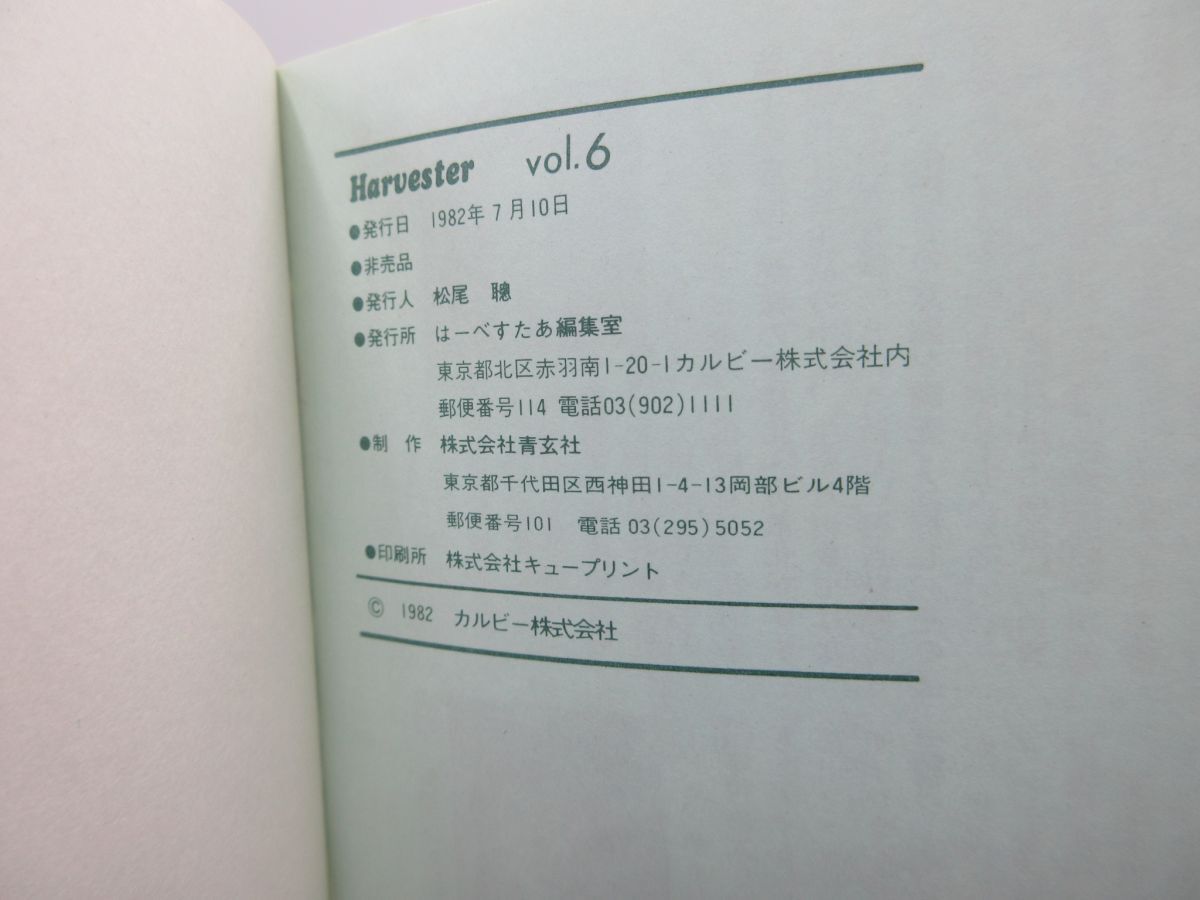 Harvester vol.6
●発行日 1982年7月10日
●非売品
●発行人 松尾 聰
●発行所 はーべすたあ編集室
東京都北区赤羽南1-20-1カルビー株式会社内
郵便番号114 電話03(902)1111
●制 作 株式会社青玄社
東京都千代田区西神田1-4-13岡部ビル4階
郵便番号101 電話03(295)5052
●印刷所 株式会社キュープリント
© 1982 カルビー株式会社